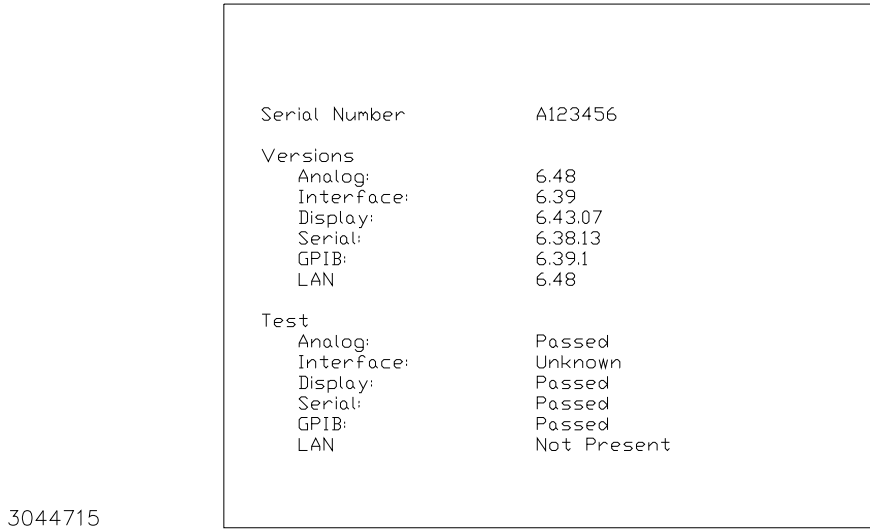 Serial Number A123456
Versions
Analog: 6.48
Interface: 6.39
Display: 6.43.07
Serial: 6.38.13
GPIB: 6.39.1
LAN 6.48
Test
Analog: Passed
Interface: Unknown
Display: Passed
Serial: Passed
GPIB: Passed
LAN Not Present
3044715